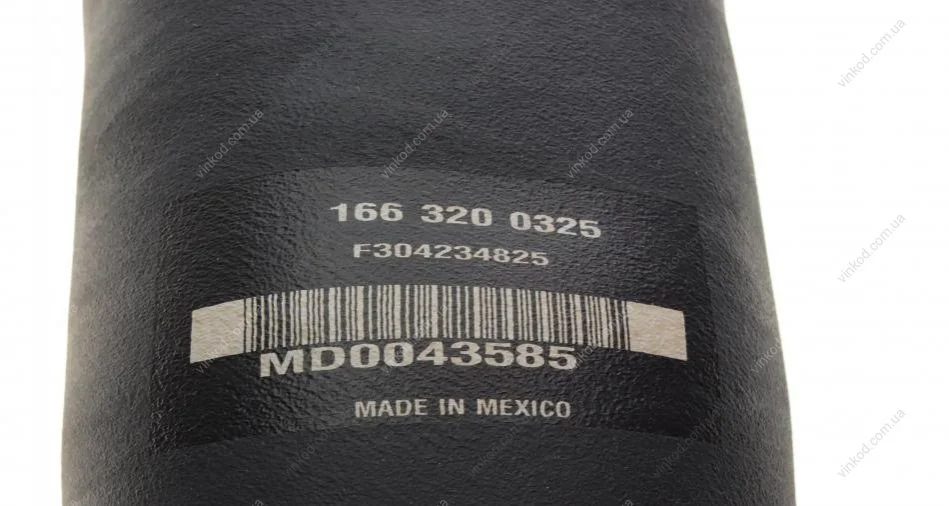 166 320 0325
F304234825
MD0043585
MADE IN MEXICO
vinkod.com.ua